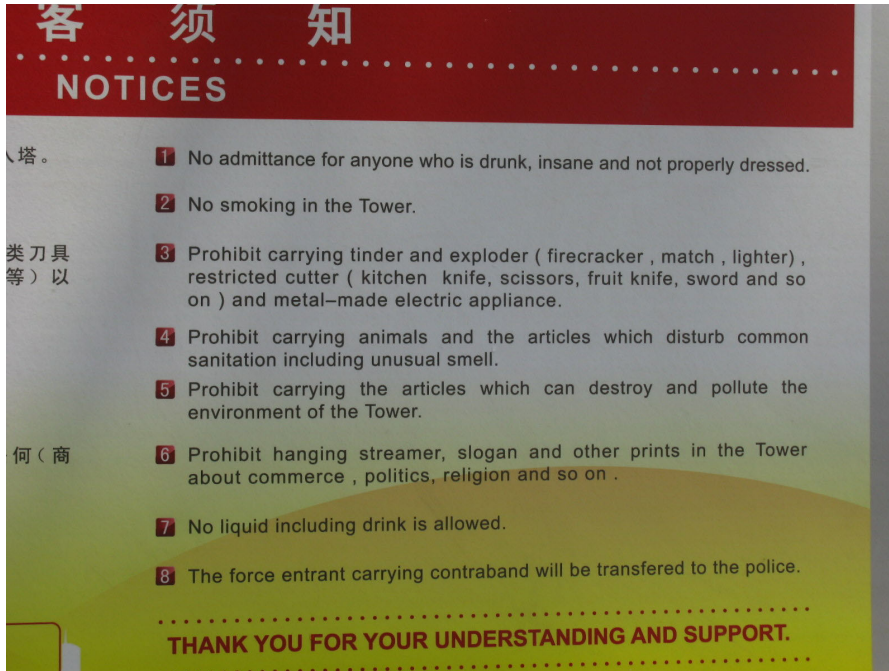 客须知
NOTICES
入塔。
类刀具
等）以
何（商
1 No admittance for anyone who is drunk, insane and not properly dressed.
2 No smoking in the Tower.
3 Prohibit carrying tinder and exploder ( firecracker , match , lighter) ,
restricted cutter ( kitchen knife, scissors, fruit knife, sword and so
on ) and metal–made electric appliance.
4 Prohibit carrying animals and the articles which disturb common
sanitation including unusual smell.
5 Prohibit carrying the articles which can destroy and pollute the
environment of the Tower.
6 Prohibit hanging streamer, slogan and other prints in the Tower
about commerce , politics, religion and so on .
7 No liquid including drink is allowed.
8 The force entrant carrying contraband will be transfered to the police.
THANK YOU FOR YOUR UNDERSTANDING AND SUPPORT.